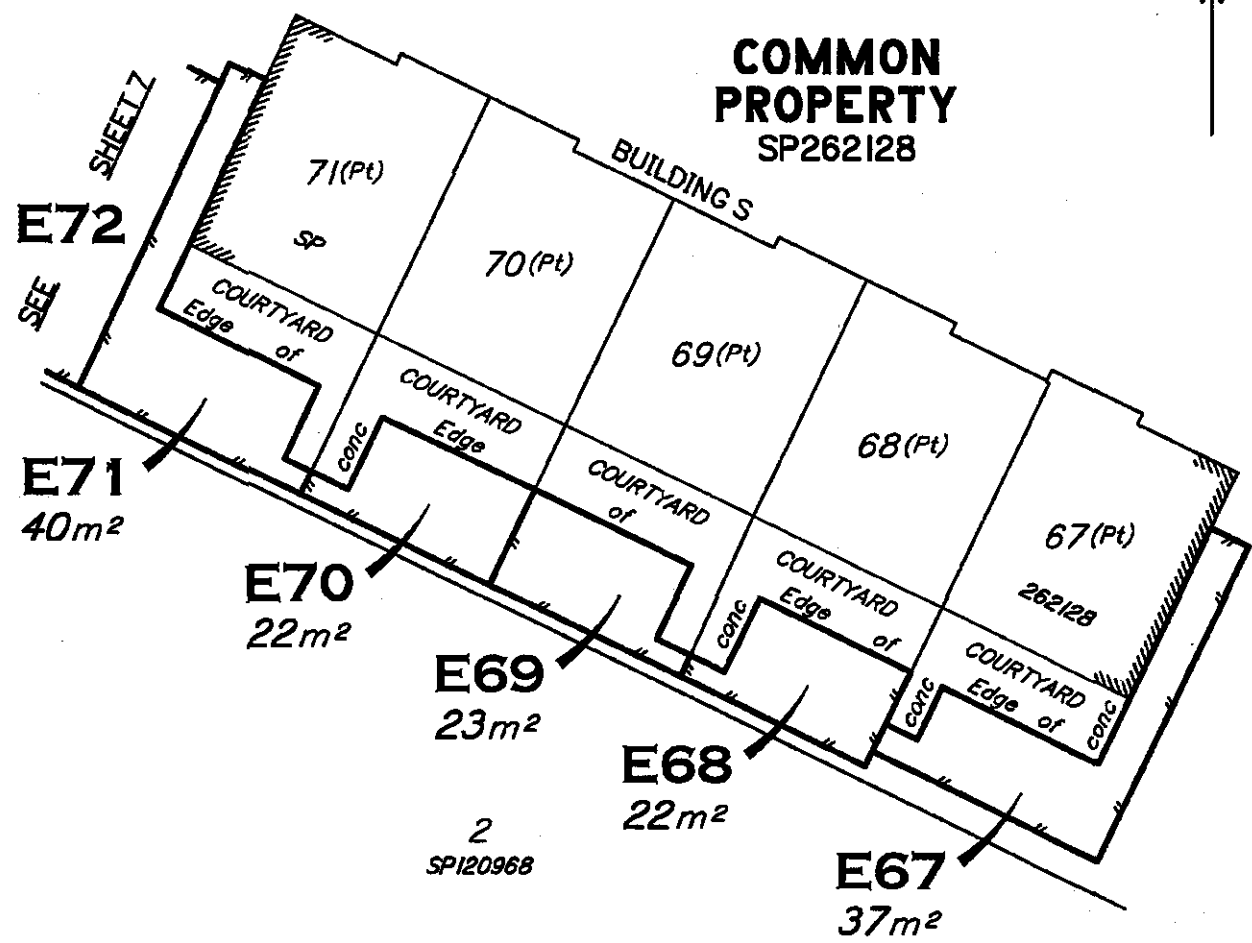 COMMON
PROPERTY
SP262128
SHEET 7
SEE
E72
BUILDING S
71(Pt)
SP
70(Pt)
69(Pt)
68(Pt)
67(Pt)
262128
COURTYARD
Edge of
COURTYARD
Edge
conc
COURTYARD
of
COURTYARD
Edge of
conc
COURTYARD
Edge of
conc
conc
E71
40m²
E70
22m²
E69
23m²
E68
22m²
E67
37m²
2
SP120968